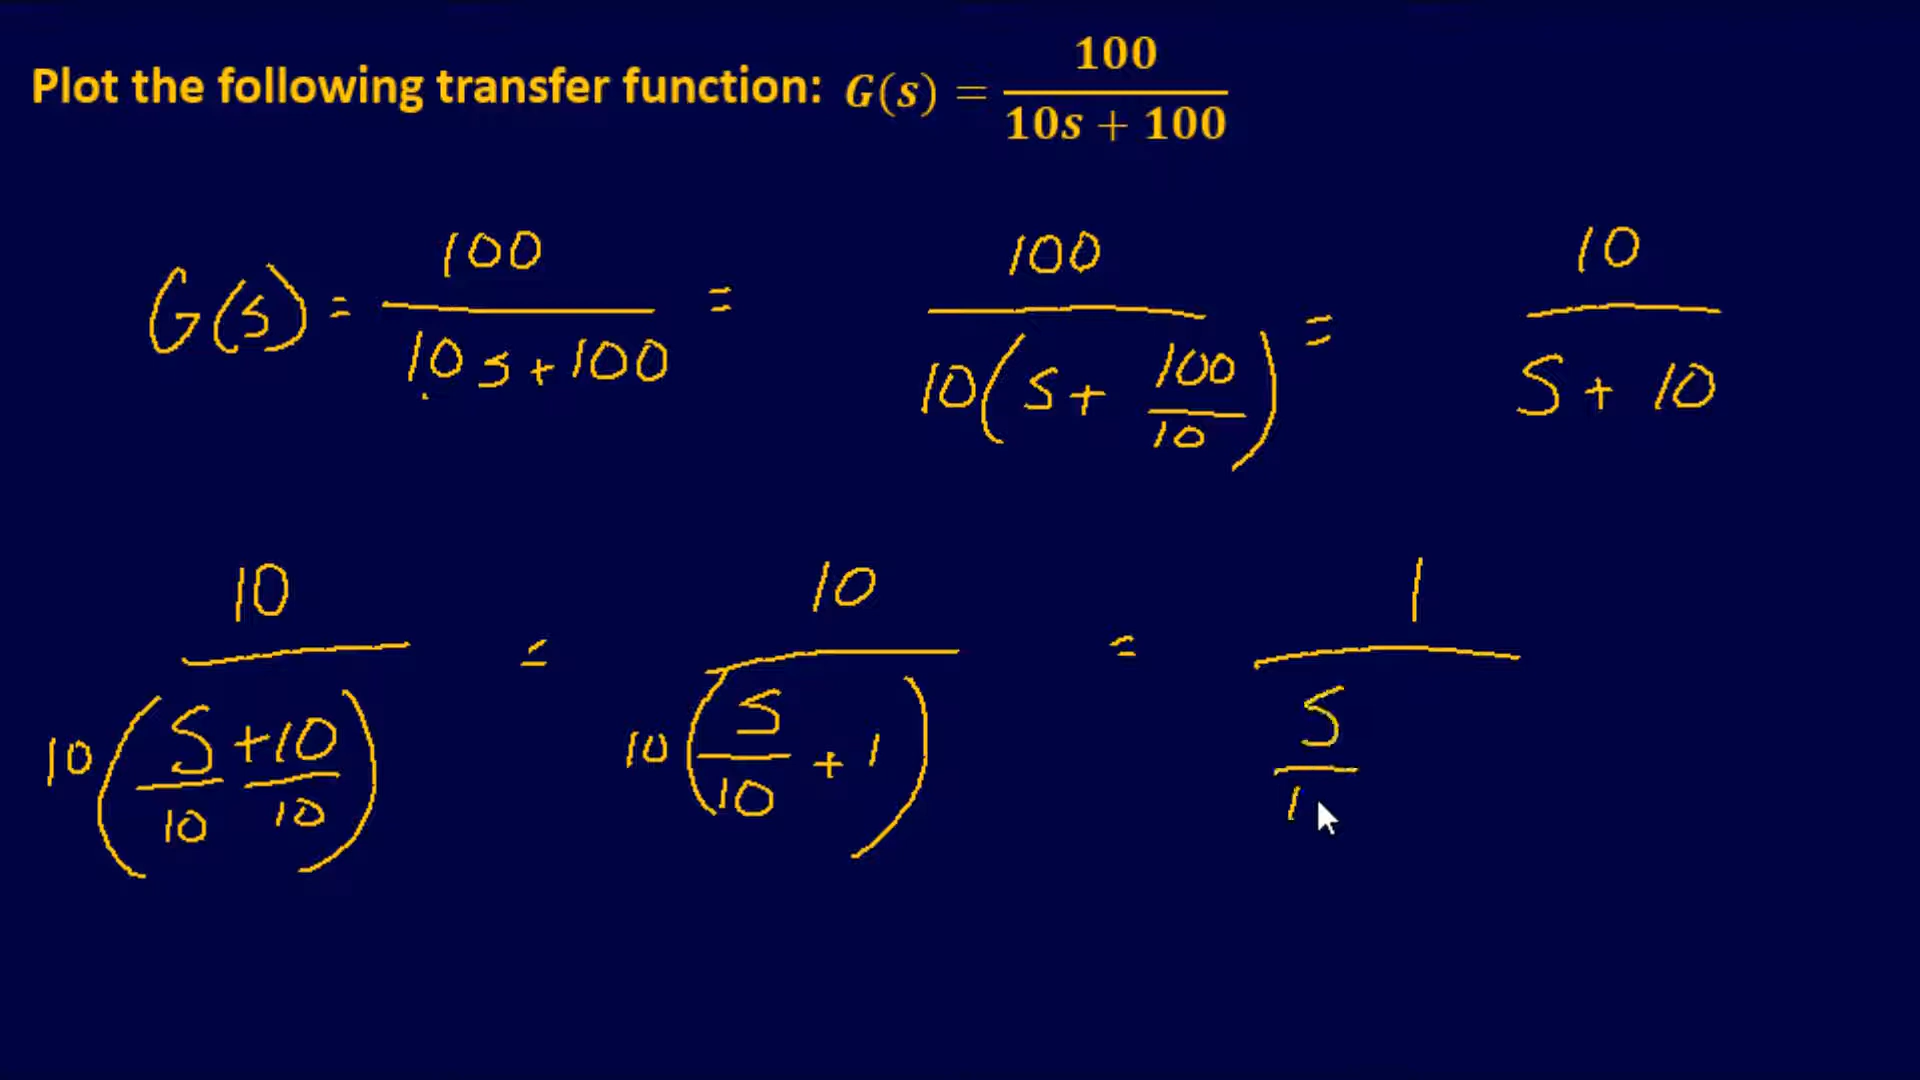 Plot the following transfer function: G(s) = 100 / (10s + 100)
G(s) = 100 / (10s + 100) = 100 / (10(s + 100/10)) = 10 / (s + 10)
10 / (10(s/10 + 10/10)) = 10 / (10(s/10 + 1)) = 1 / (s/1